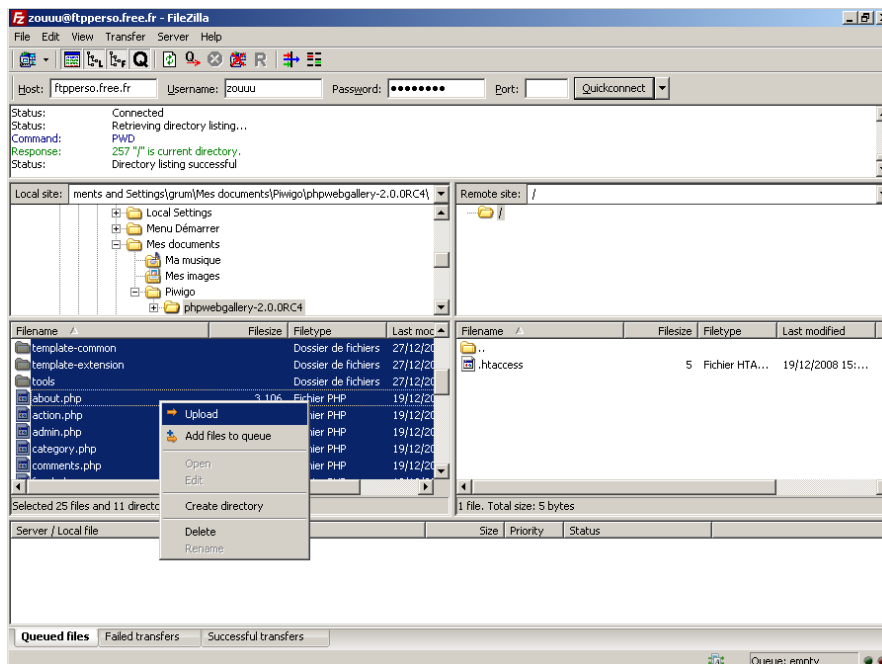 zouuu@ftpperso.free.fr - FileZilla
File Edit View Transfer Server Help
Host: ftpperso.free.fr Username: zouuu Password: ●●●●●●●● Port: Quickconnect
Status: Connected
Status: Retrieving directory listing...
Command: PWD
Response: 257 "/" is current directory.
Status: Directory listing successful
Local site: ments and Settings\grum\Mes documents\Piwigo\phpwebgallery-2.0.0RC4\ Remote site: /
Local Settings /
Menu Démarrer
Mes documents
Ma musique
Mes images
Piwigo
phpwebgallery-2.0.0RC4
Filename Filesize Filetype Last moc Filename Filesize Filetype Last modified
template-common Dossier de fichiers 27/12/20 ..
template-extension Dossier de fichiers 27/12/20 .htaccess 5 Fichier HTA... 19/12/2008 15:...
tools Dossier de fichiers 27/12/20
about.php 3 106 Fichier PHP 19/12/20
action.php hier PHP 19/12/20
admin.php hier PHP 19/12/20
category.php hier PHP 19/12/20
comments.php hier PHP 19/12/20
Upload
Add files to queue
Open
Edit
Create directory
Delete
Rename
Selected 25 files and 11 directo 1 file. Total size: 5 bytes
Server / Local file Size Priority Status
Queued files Failed transfers Successful transfers
Queue: empty